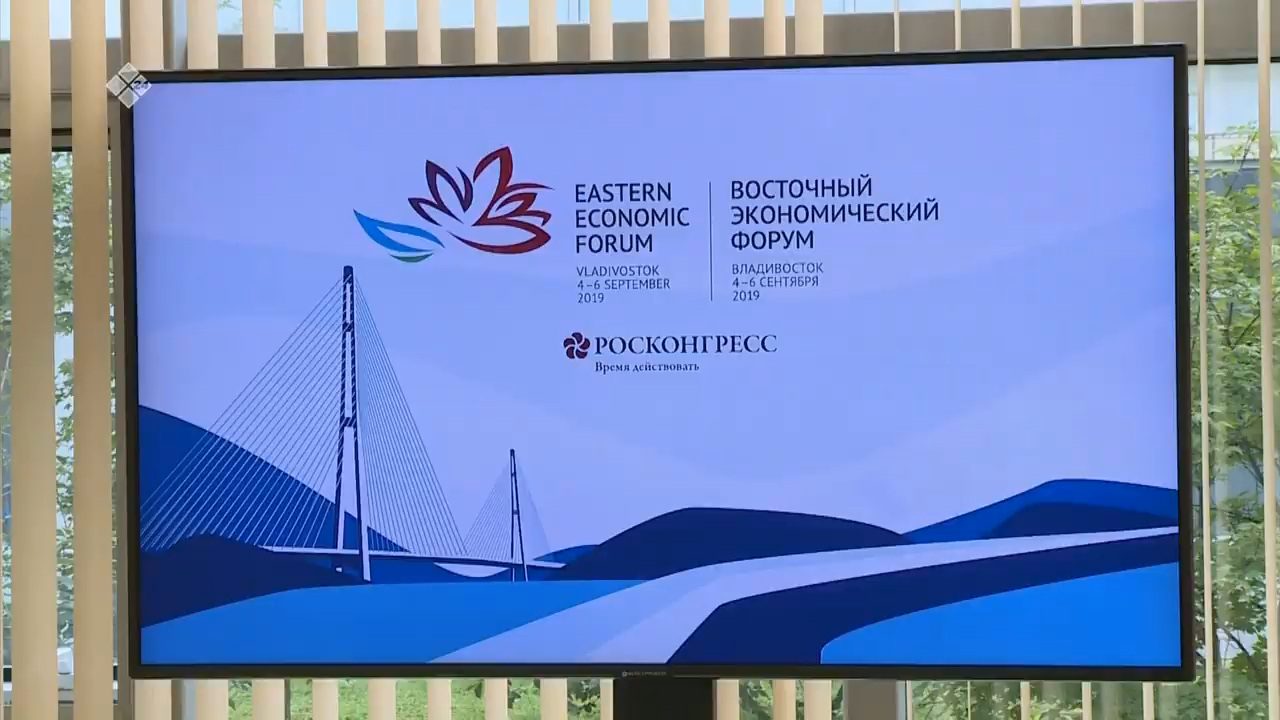 EASTERN
ECONOMIC
FORUM
VLADIVOSTOK
4–6 SEPTEMBER
2019
ВОСТОЧНЫЙ
ЭКОНОМИЧЕСКИЙ
ФОРУМ
ВЛАДИВОСТОК
4–6 СЕНТЯБРЯ
2019
РОСКОНГРЕСС
Время действовать